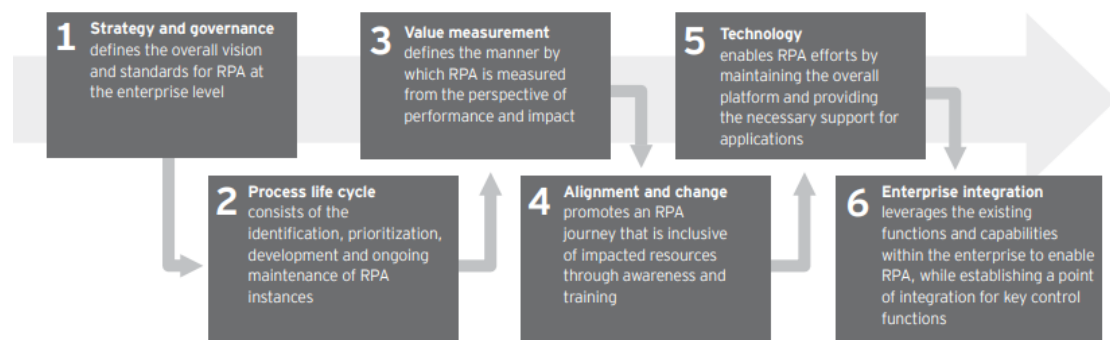 1
Strategy and governance
defines the overall vision
and standards for RPA at
the enterprise level
2
Process life cycle
consists of the
identification, prioritization,
development and ongoing
maintenance of RPA
instances
3
Value measurement
defines the manner by
which RPA is measured
from the perspective of
performance and impact
4
Alignment and change
promotes an RPA
journey that is inclusive
of impacted resources
through awareness and
training
5
Technology
enables RPA efforts by
maintaining the overall
platform and providing
the necessary support for
applications
6
Enterprise integration
leverages the existing
functions and capabilities
within the enterprise to enable
RPA, while establishing a point
of integration for key control
functions